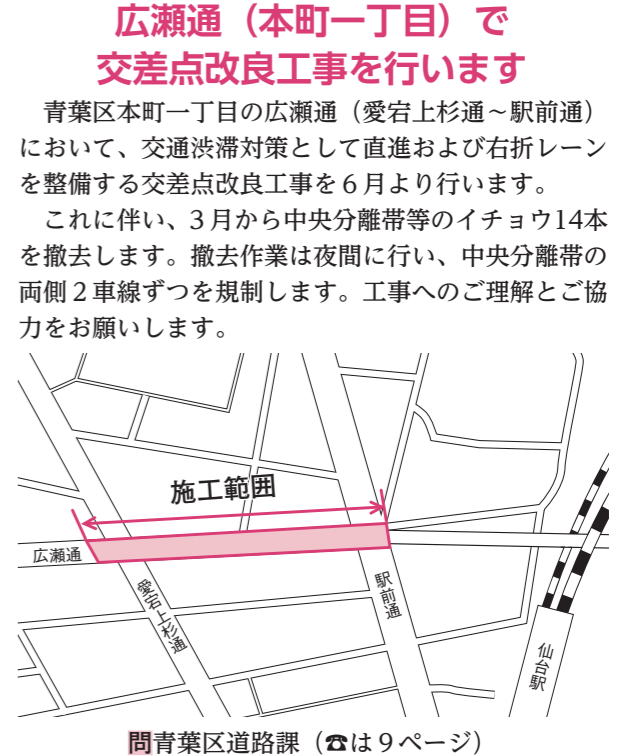 広瀬通（本町一丁目）で
交差点改良工事を行います
　青葉区本町一丁目の広瀬通（愛宕上杉通～駅前通）
において、交通渋滞対策として直進および右折レーン
を整備する交差点改良工事を６月より行います。
　これに伴い、３月から中央分離帯等のイチョウ14本
を撤去します。撤去作業は夜間に行い、中央分離帯の
両側２車線ずつを規制します。工事へのご理解とご協
力をお願いします。
施工範囲
広瀬通
愛宕上杉通
駅前通
仙台駅
問青葉区道路課（☎は９ページ）